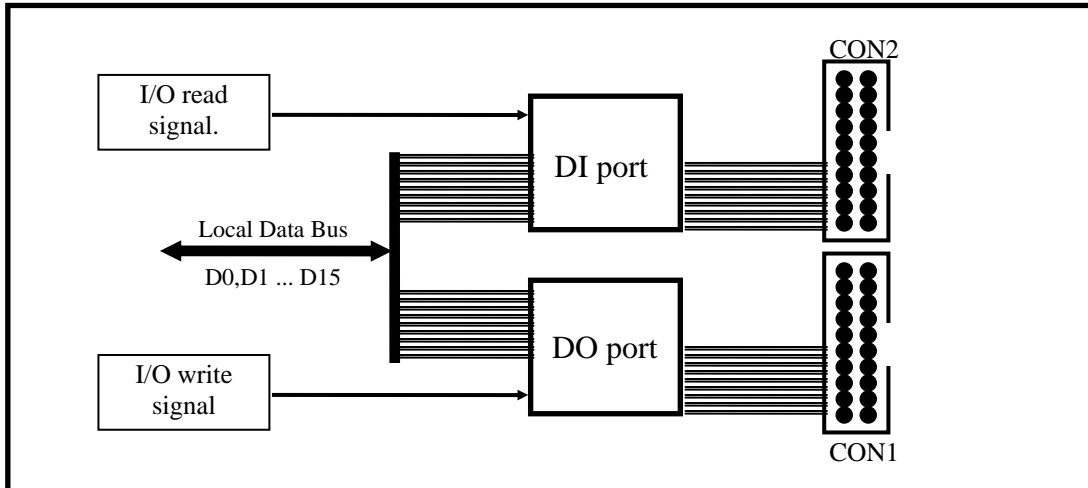 CON2
I/O read
signal.
DI port
Local Data Bus
D0,D1 ... D15
DO port
I/O write
signal
CON1